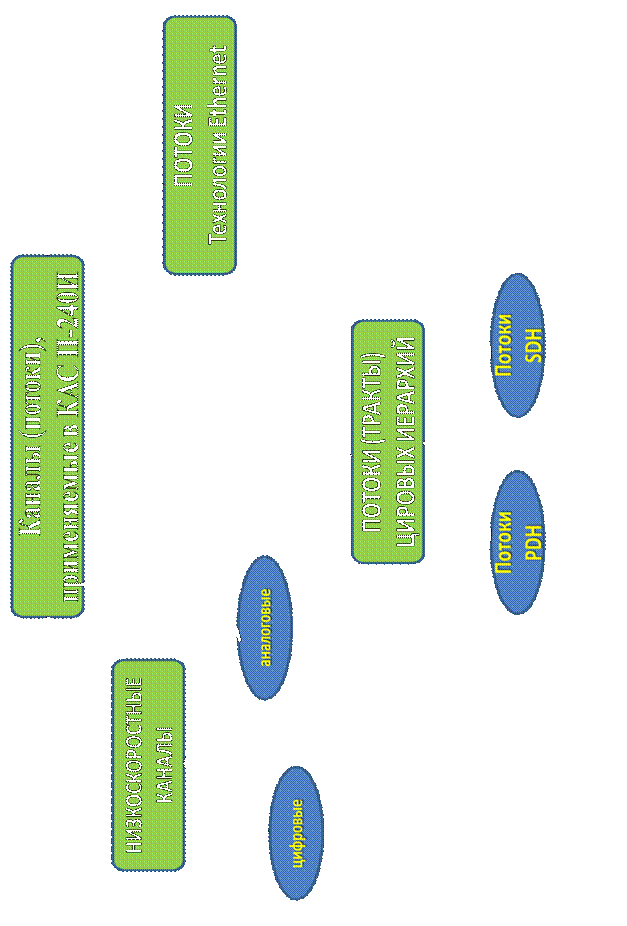 Каналы (потоки),
применяемые в КАС П-240И
НИЗКОСКОРОСТНЫЕ
КАНАЛЫ
ПОТОКИ
Технологии Ethernet
цифровые
аналоговые
ПОТОКИ (ТРАКТЫ)
ЦИРОВЫХ ИЕРАРХИЙ
Потоки
PDH
Потоки
SDH